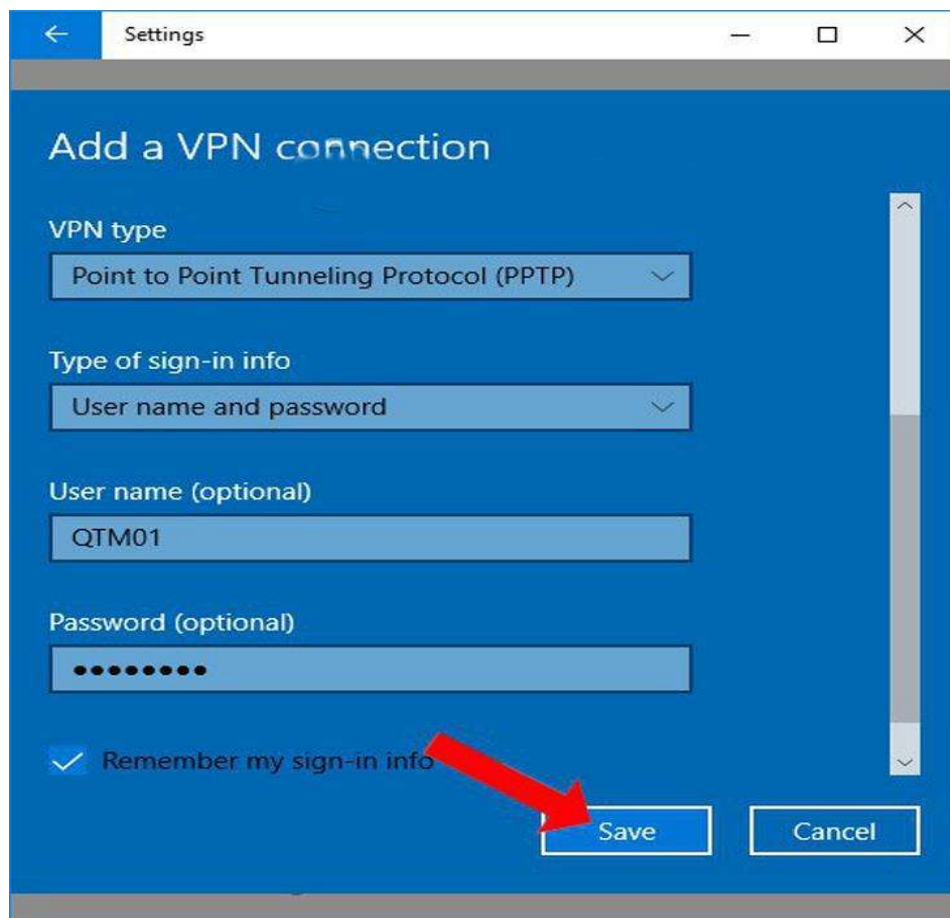 Settings
Add a VPN connection
VPN type
Point to Point Tunneling Protocol (PPTP)
Type of sign-in info
User name and password
User name (optional)
QTM01
Password (optional)
••••••••
Remember my sign-in info
Save
Cancel